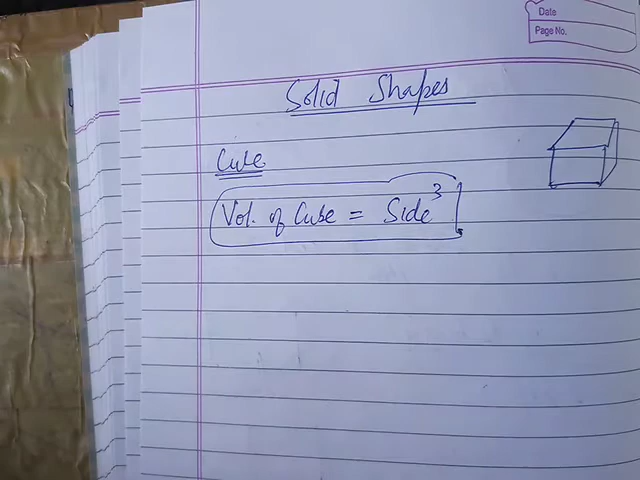 Date
Page No.
Solid Shapes
Cube
Vol. of Cube = Side³